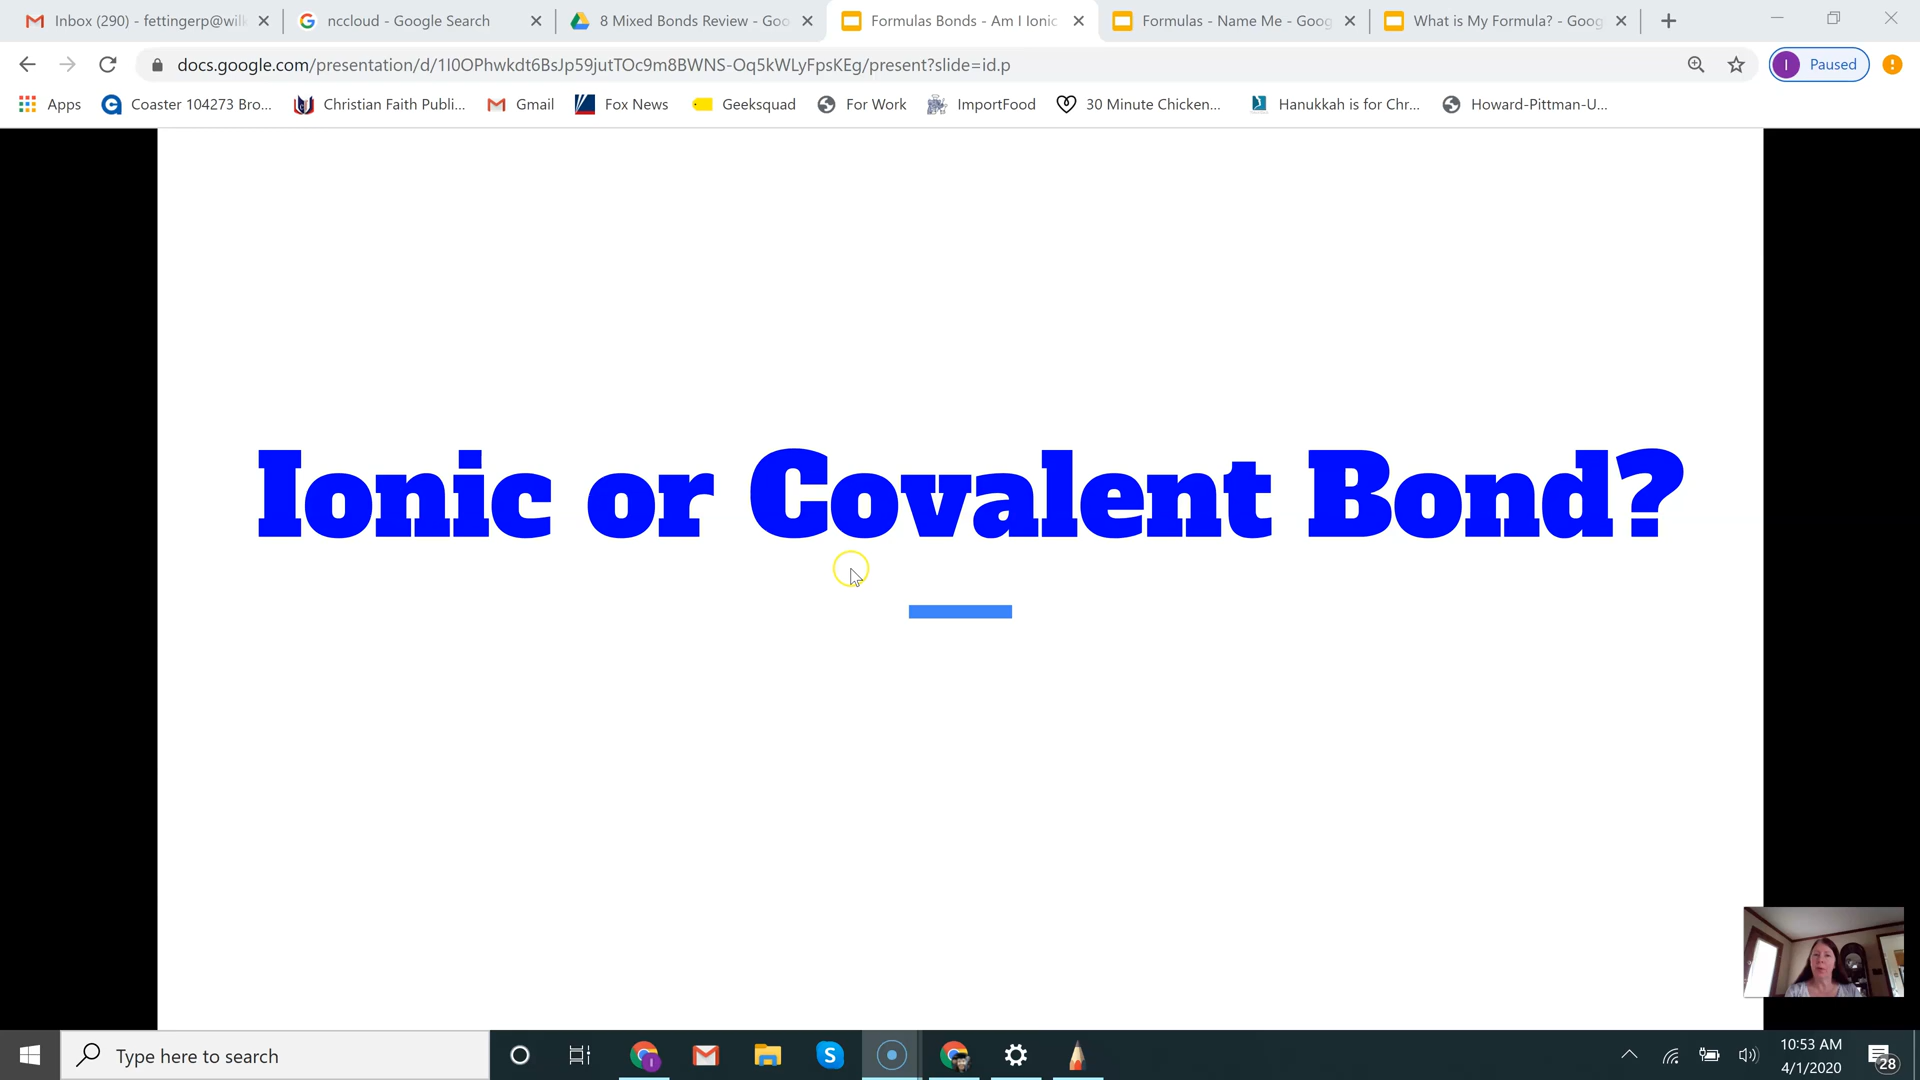 Inbox (290) - fettingerp@wilk
nccloud - Google Search
8 Mixed Bonds Review - Goo
Formulas Bonds - Am I Ionic
Formulas - Name Me - Goog
What is My Formula? - Goog
docs.google.com/presentation/d/1I0OPhwkdt6BsJp59jutTOc9m8BWNS-Oq5kWLyFpsKEg/present?slide=id.p
I Paused
Apps
Coaster 104273 Bro...
Christian Faith Publi...
Gmail
Fox News
Geeksquad
For Work
ImportFood
30 Minute Chicken...
Hanukkah is for Chr...
Howard-Pittman-U...
Ionic or Covalent Bond?
Type here to search
10:53 AM
4/1/2020
28